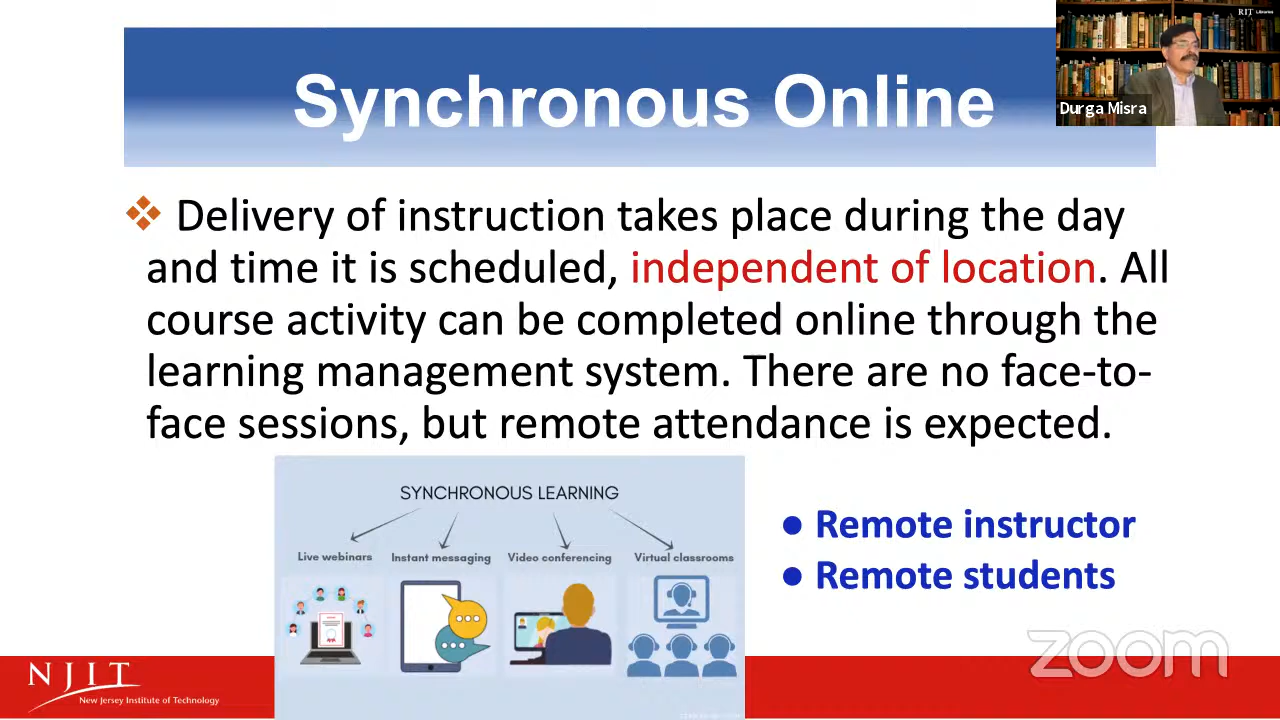 RIT Libraries
Durga Misra
Synchronous Online
❖ Delivery of instruction takes place during the day
and time it is scheduled, independent of location. All
course activity can be completed online through the
learning management system. There are no face-to-
face sessions, but remote attendance is expected.
SYNCHRONOUS LEARNING
Live webinars
Instant messaging
Video conferencing
Virtual classrooms
● Remote instructor
● Remote students
zoom
NJIT
New Jersey Institute of Technology